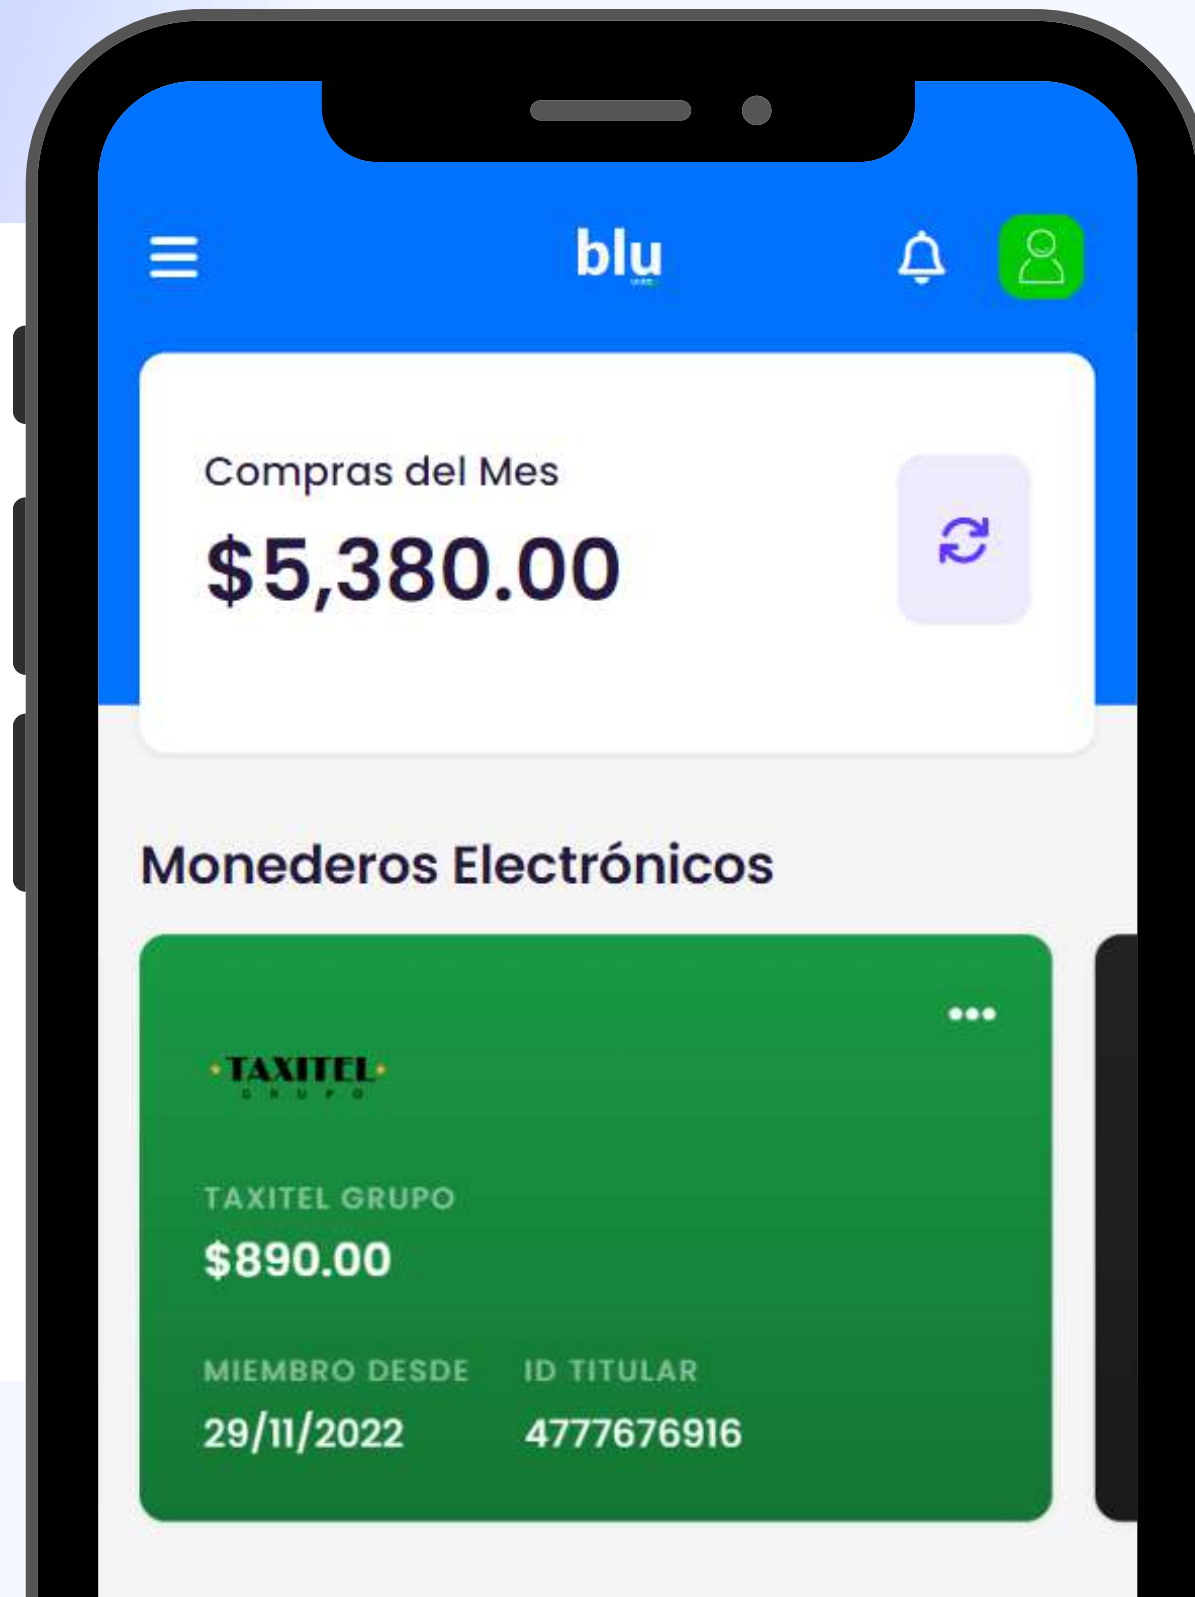 blu
Compras del Mes
$5,380.00
Monederos Electrónicos
TAXITEL
GRUPO
TAXITEL GRUPO
$890.00
MIEMBRO DESDE ID TITULAR
29/11/2022 4777676916